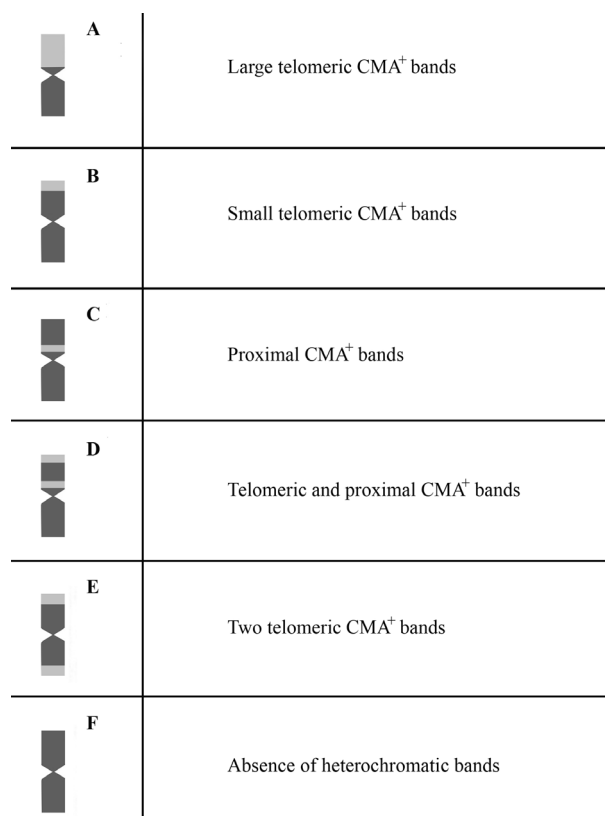 A
Large telomeric CMA⁺ bands
B
Small telomeric CMA⁺ bands
C
Proximal CMA⁺ bands
D
Telomeric and proximal CMA⁺ bands
E
Two telomeric CMA⁺ bands
F
Absence of heterochromatic bands